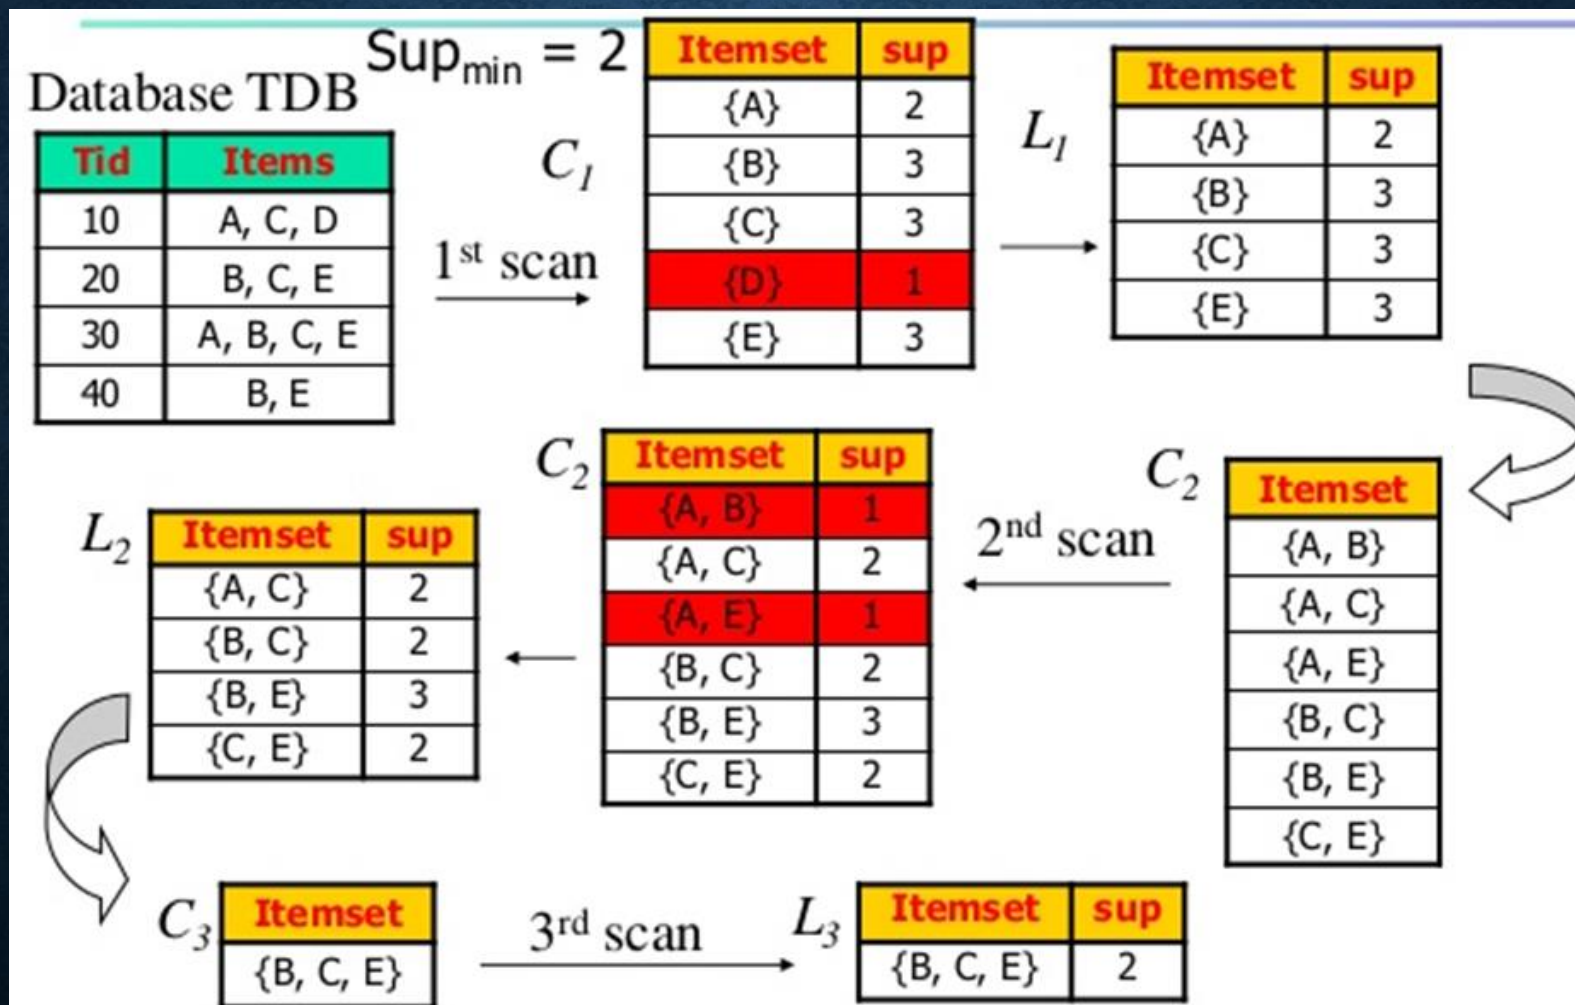 Sup_min = 2
Database TDB
Tid Items
10 A, C, D
20 B, C, E
30 A, B, C, E
40 B, E
1st scan
C1
Itemset sup
{A} 2
{B} 3
{C} 3
{D} 1
{E} 3
L1
Itemset sup
{A} 2
{B} 3
{C} 3
{E} 3
C2
Itemset
{A, B}
{A, C}
{A, E}
{B, C}
{B, E}
{C, E}
2nd scan
C2
Itemset sup
{A, B} 1
{A, C} 2
{A, E} 1
{B, C} 2
{B, E} 3
{C, E} 2
L2
Itemset sup
{A, C} 2
{B, C} 2
{B, E} 3
{C, E} 2
C3
Itemset
{B, C, E}
3rd scan
L3
Itemset sup
{B, C, E} 2